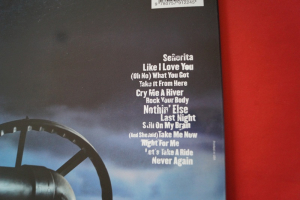 Señorita
Like I Love You
(Oh No) What You Got
Take It From Here
Cry Me A River
Rock Your Body
Nothin' Else
Last Night
Still On My Brain
(And She Said) Take Me Now
Right For Me
Let's Take A Ride
Never Again